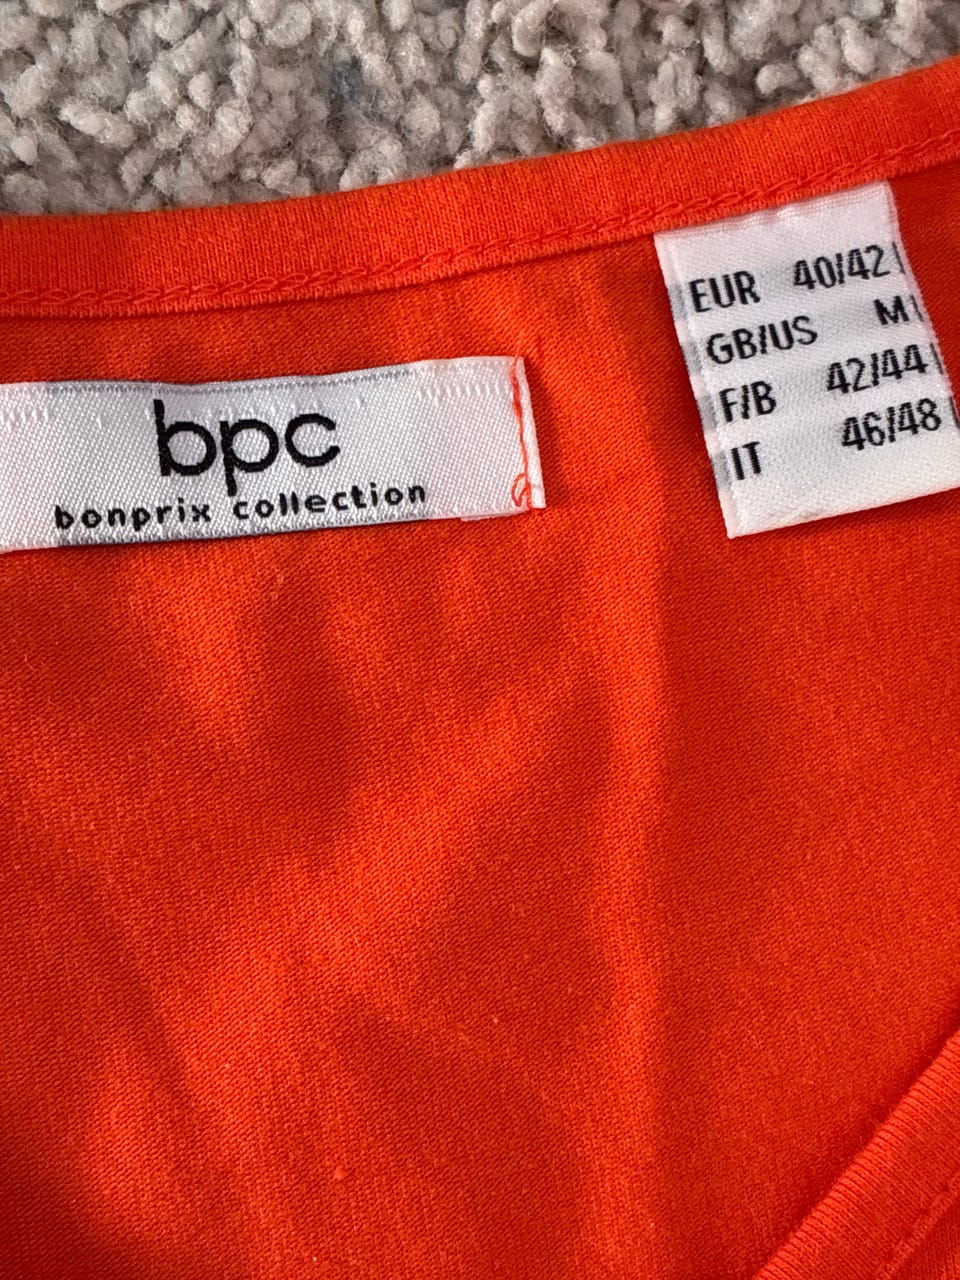 bpc
bonprix collection
EUR 40/42
GB/US M
F/B 42/44
IT 46/48